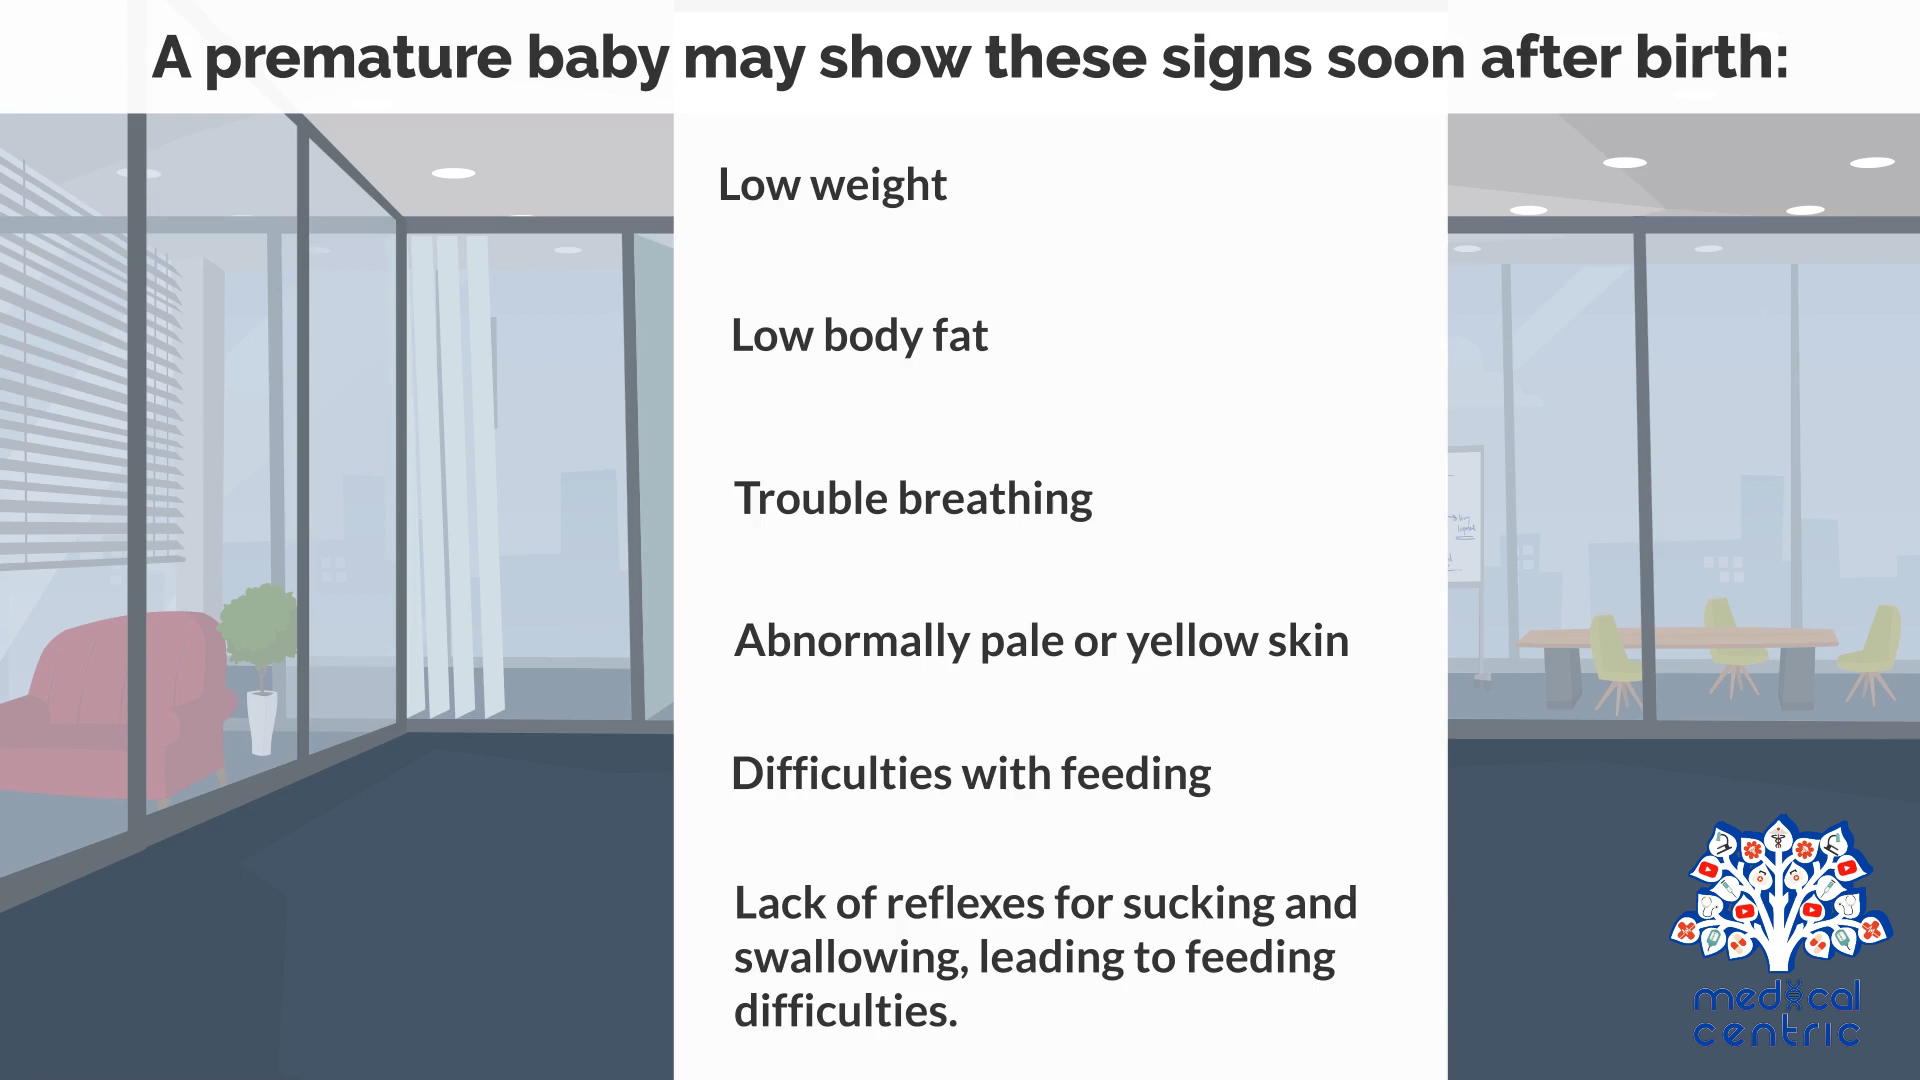 A premature baby may show these signs soon after birth:
Low weight
Low body fat
Trouble breathing
Abnormally pale or yellow skin
Difficulties with feeding
Lack of reflexes for sucking and
swallowing, leading to feeding
difficulties.
medical
centric